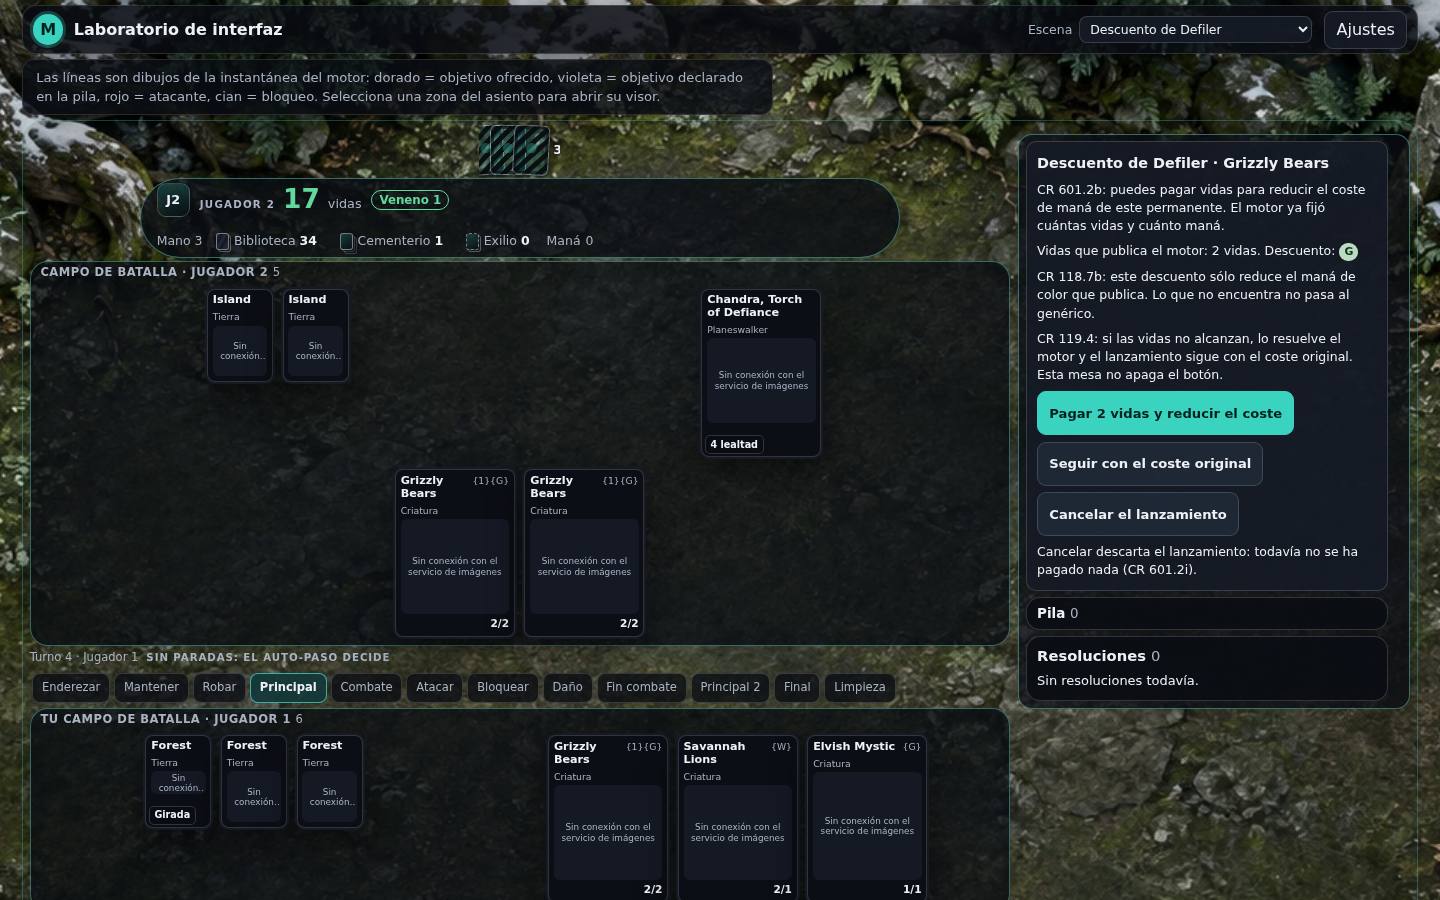 M Laboratorio de interfaz
Escena Descuento de Defiler Ajustes
Las líneas son dibujos de la instantánea del motor: dorado = objetivo ofrecido, violeta = objetivo declarado
en la pila, rojo = atacante, cian = bloqueo. Selecciona una zona del asiento para abrir su visor.
3
J2 JUGADOR 2 17 vidas Veneno 1
Mano 3 Biblioteca 34 Cementerio 1 Exilio 0 Maná 0
CAMPO DE BATALLA · JUGADOR 2 5
Island
Tierra
Sin
conexión..
Island
Tierra
Sin
conexión..
Chandra, Torch
of Defiance
Planeswalker
Sin conexión con el
servicio de imágenes
4 lealtad
Grizzly {1}{G}
Bears
Criatura
Sin conexión con el
servicio de imágenes
2/2
Grizzly {1}{G}
Bears
Criatura
Sin conexión con el
servicio de imágenes
2/2
Turno 4 · Jugador 1 SIN PARADAS: EL AUTO-PASO DECIDE
Enderezar Mantener Robar Principal Combate Atacar Bloquear Daño Fin combate Principal 2 Final Limpieza
TU CAMPO DE BATALLA · JUGADOR 1 6
Forest
Tierra
Sin
conexión..
Girada
Forest
Tierra
Sin
conexión..
Forest
Tierra
Sin
conexión..
Grizzly {1}{G}
Bears
Criatura
Sin conexión con el
servicio de imágenes
2/2
Savannah {W}
Lions
Criatura
Sin conexión con el
servicio de imágenes
2/1
Elvish Mystic {G}
Criatura
Sin conexión con el
servicio de imágenes
1/1
Descuento de Defiler · Grizzly Bears
CR 601.2b: puedes pagar vidas para reducir el coste
de maná de este permanente. El motor ya fijó
cuántas vidas y cuánto maná.
Vidas que publica el motor: 2 vidas. Descuento: G
CR 118.7b: este descuento sólo reduce el maná de
color que publica. Lo que no encuentra no pasa al
genérico.
CR 119.4: si las vidas no alcanzan, lo resuelve el
motor y el lanzamiento sigue con el coste original.
Esta mesa no apaga el botón.
Pagar 2 vidas y reducir el coste
Seguir con el coste original
Cancelar el lanzamiento
Cancelar descarta el lanzamiento: todavía no se ha
pagado nada (CR 601.2i).
Pila 0
Resoluciones 0
Sin resoluciones todavía.